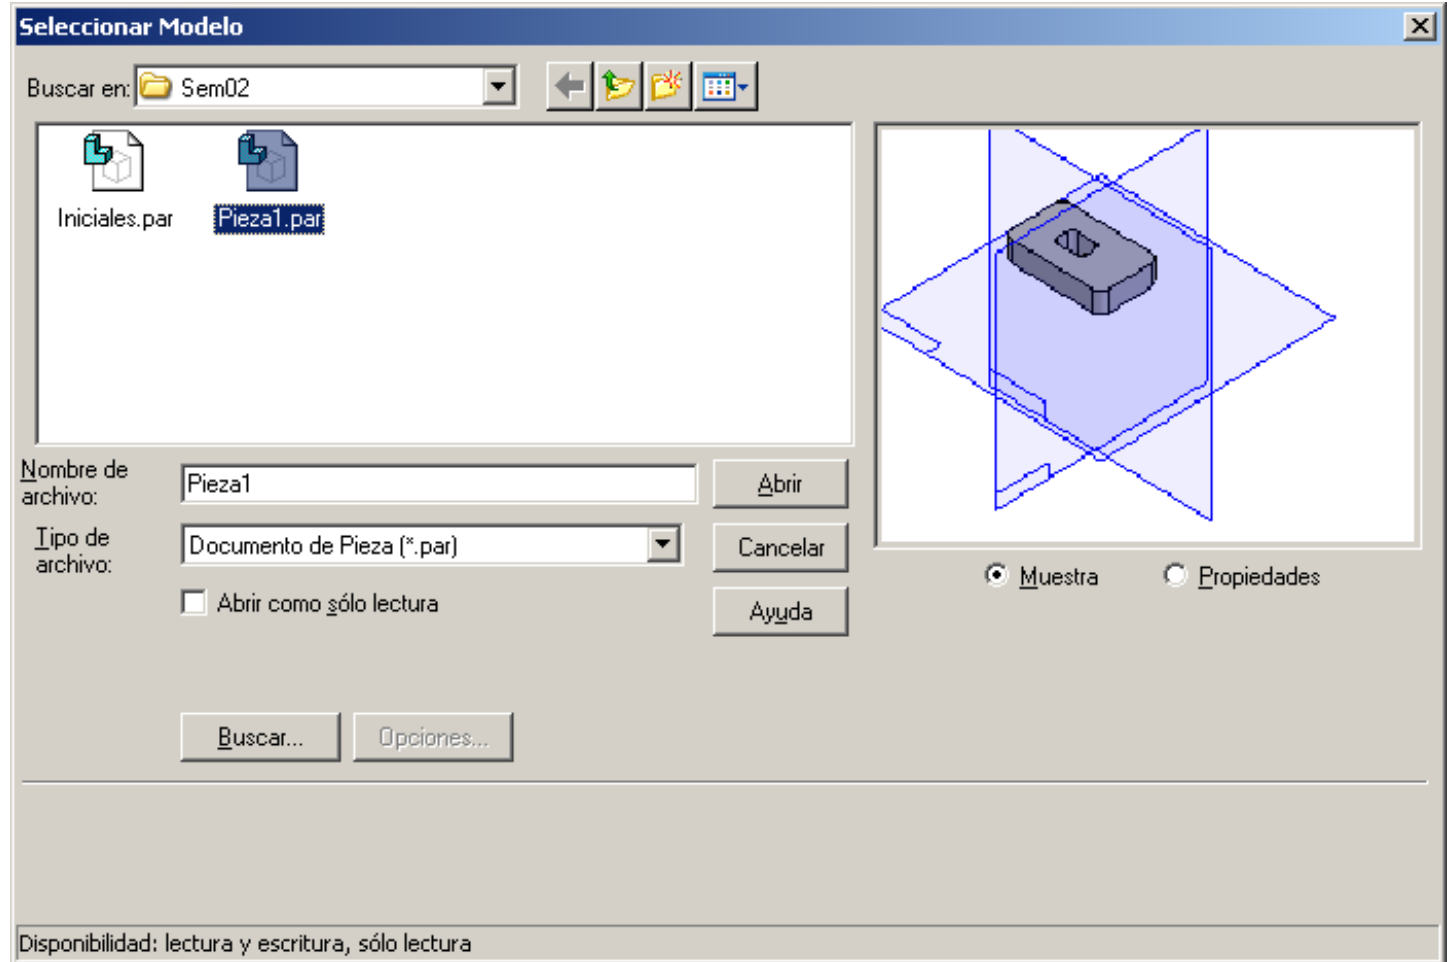 Seleccionar Modelo
Buscar en: Sem02
Iniciales.par Pieza1.par
Nombre de archivo:
Pieza1
Abrir
Tipo de archivo:
Documento de Pieza (*.par)
Cancelar
Muestra Propiedades
Abrir como sólo lectura
Ayuda
Buscar... Opciones...
Disponibilidad: lectura y escritura, sólo lectura